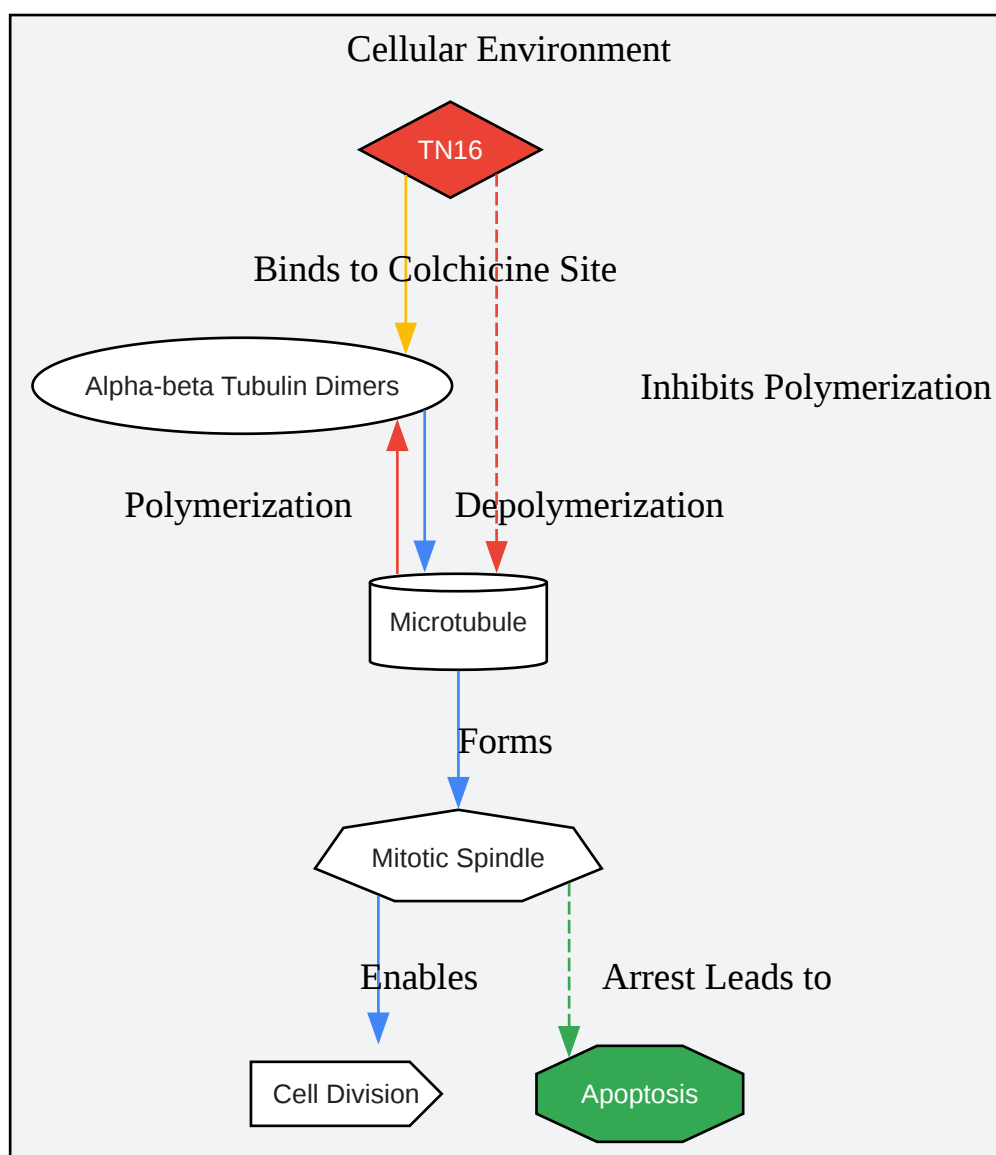 Cellular Environment
TN16
Binds to Colchicine Site
Alpha-beta Tubulin Dimers
Inhibits Polymerization
Polymerization
Depolymerization
Microtubule
Forms
Mitotic Spindle
Enables
Arrest Leads to
Cell Division
Apoptosis